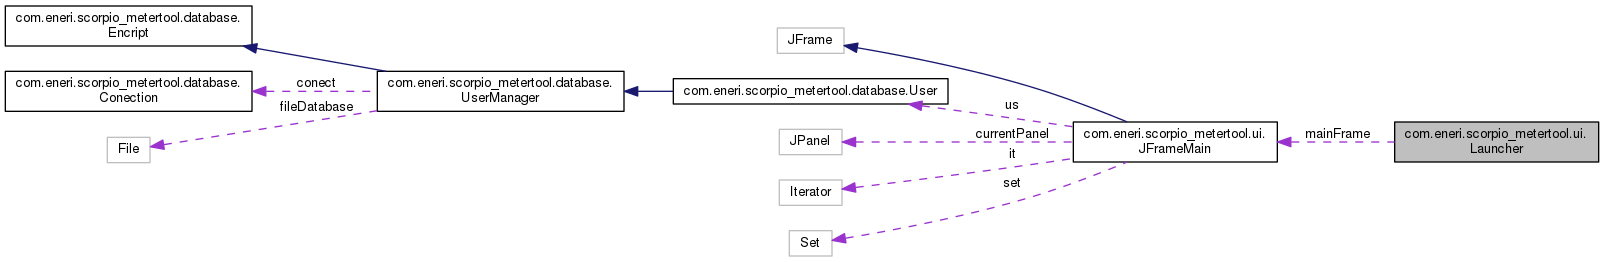 com.eneri.scorpio_metertool.database.
Encript
com.eneri.scorpio_metertool.database.
Conection
File
conect
fileDatabase
com.eneri.scorpio_metertool.database.
UserManager
com.eneri.scorpio_metertool.database.User
JFrame
JPanel
Iterator
Set
us
currentPanel
it
set
com.eneri.scorpio_metertool.ui.
JFrameMain
mainFrame
com.eneri.scorpio_metertool.ui.
Launcher